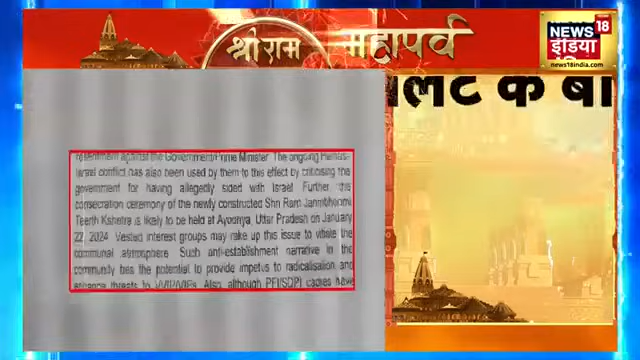 श्रीराम महापर्व
NEWS 18
इंडिया
news18india.com
के बा
resentment against the Government/Prime Minister. The ongoing Hamas-
Israel conflict has also been used by them to this effect by criticising the
government for having allegedly sided with Israel. Further, the
consecration ceremony of the newly constructed Shri Ram Janmbhoomi
Teerth Kshetra is likely to be held at Ayodhya, Uttar Pradesh on January
22, 2024. Vested interest groups may rake up this issue to vitiate the
communal atmosphere. Such anti-establishment narrative in the
community has the potential to provide impetus to radicalisation and
enhance threats to VVIP/VIPs. Also, although PFI/SDPI cadres have